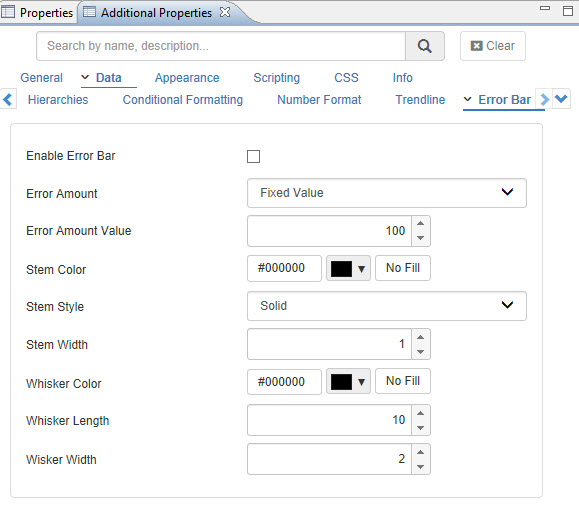 Properties Additional Properties
Search by name, description... Clear
General Data Appearance Scripting CSS Info
Hierarchies Conditional Formatting Number Format Trendline Error Bar
Enable Error Bar
Error Amount Fixed Value
Error Amount Value 100
Stem Color #000000 No Fill
Stem Style Solid
Stem Width 1
Whisker Color #000000 No Fill
Whisker Length 10
Wisker Width 2